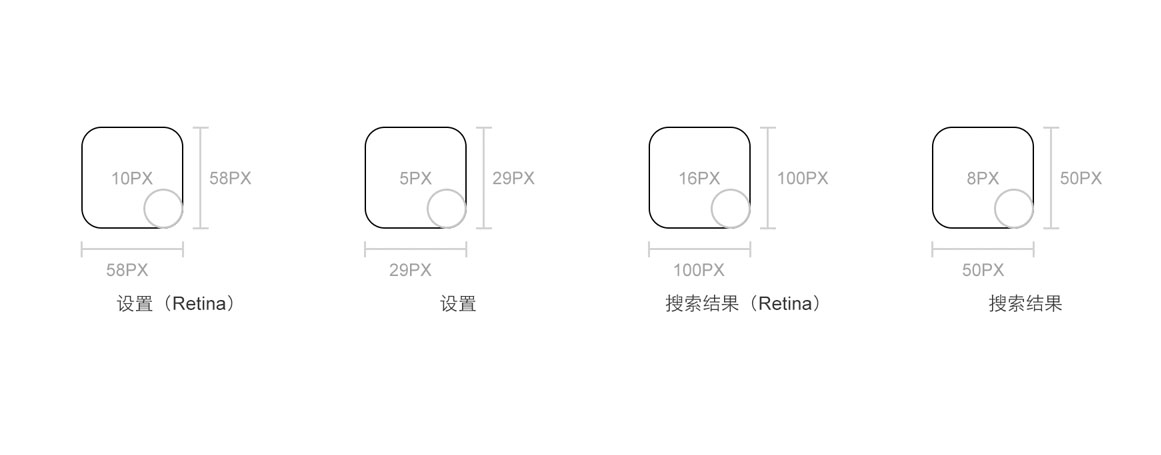 10PX
58PX
58PX
设置（Retina）
5PX
29PX
29PX
设置
16PX
100PX
100PX
搜索结果（Retina）
8PX
50PX
50PX
搜索结果